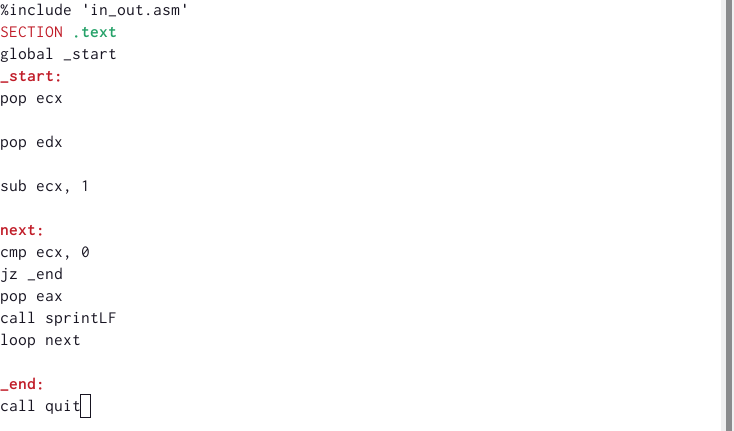 %include 'in_out.asm'
SECTION .text
global _start
_start:
pop ecx
pop edx
sub ecx, 1
next:
cmp ecx, 0
jz _end
pop eax
call sprintLF
loop next
_end:
call quit